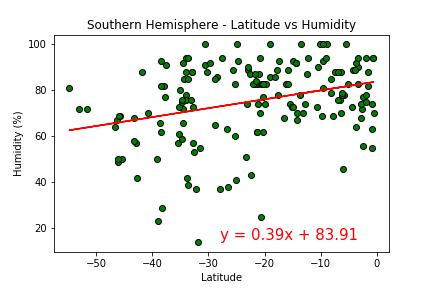 Southern Hemisphere - Latitude vs Humidity
100
80
60
40
20
Humidity (%)
y = 0.39x + 83.91
−50
−40
−30
−20
−10
0
Latitude